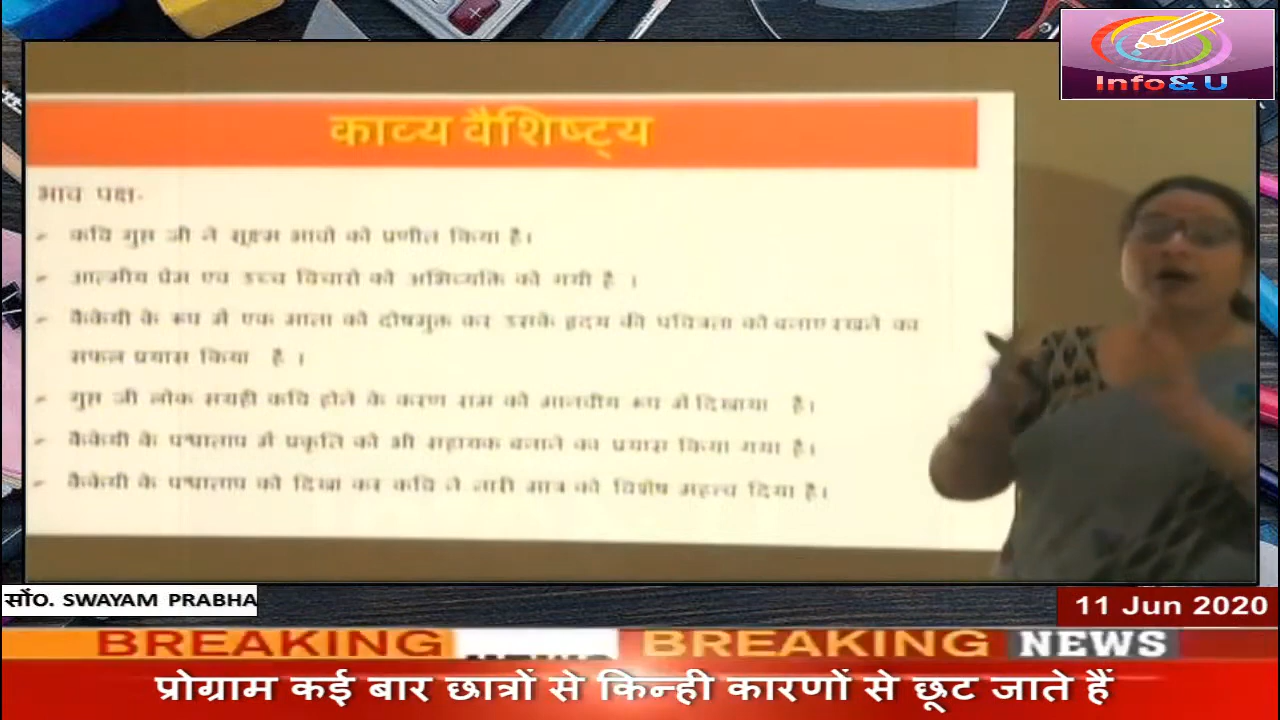 Info& U
काव्य वैशिष्ट्य
भाव पक्ष-
कवि गुप्त जी ने सूक्ष्म भावो को प्रणीत किया है।
आत्मीय प्रेम एव उच्च विचारो को अभिव्यक्ति की गयी है ।
कैकेयी के रूप में एक माता को दोषमुक्त कर उसके हृदय की पवित्रता को बनाए रखने का
सफल प्रयास किया है ।
गुप्त जी लोक सग्रही कवि होने के करण राम को मानवीय रूप में दिखाया है।
कैकेयी के पश्चाताप में प्रकृति को भी सहायक बनाने का प्रयास किया गया है।
कैकेयी के पश्चाताप को दिखा कर कवि ने नारी मात्र को विशेष महत्त्व दिया है।
सोंO. SWAYAM PRABHA
11 Jun 2020
BREAKING BREAKING NEWS
प्रोग्राम कई बार छात्रों से किन्ही कारणों से छूट जाते हैं